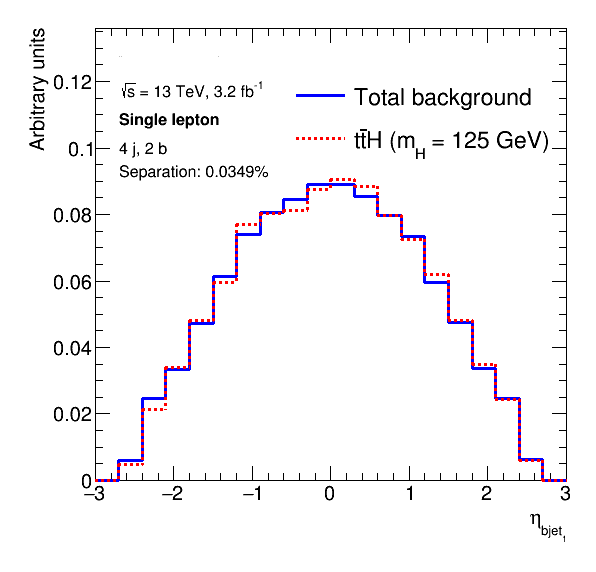 Arbitrary units
√s = 13 TeV, 3.2 fb⁻¹
Single lepton
4 j, 2 b
Separation: 0.0349%
Total background
tt̄H (m_H = 125 GeV)
0.12
0.1
0.08
0.06
0.04
0.02
0
−3 −2 −1 0 1 2 3
η_bjet₁